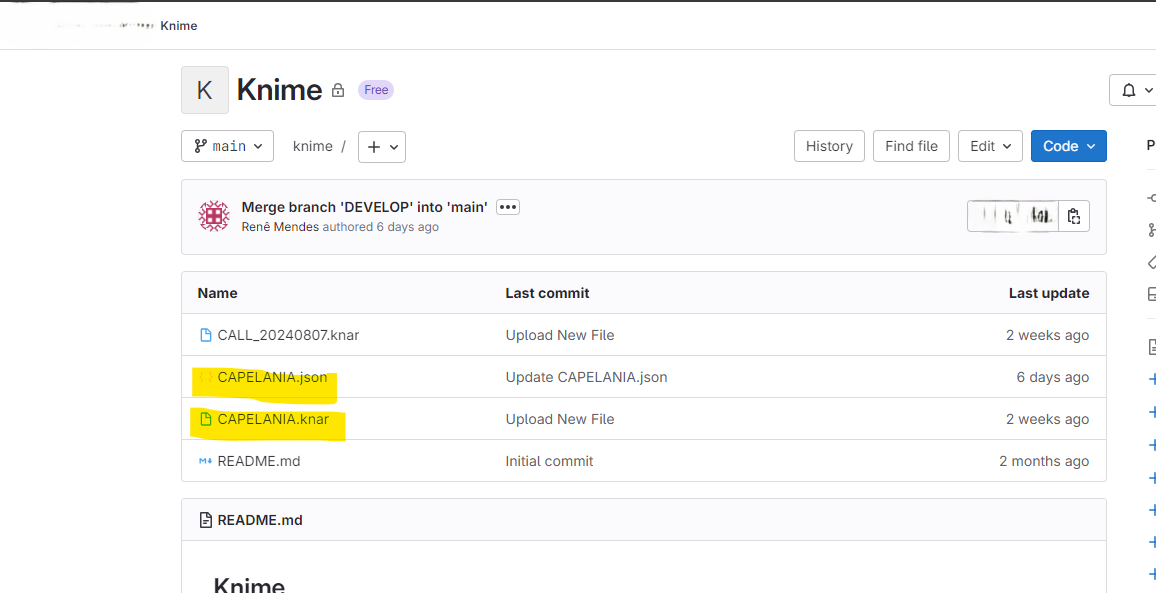 Knime
K Knime Free
main knime / + History Find file Edit Code
Merge branch 'DEVELOP' into 'main' •••
Renê Mendes authored 6 days ago
Name Last commit Last update
CALL_20240807.knar Upload New File 2 weeks ago
CAPELANIA.json Update CAPELANIA.json 6 days ago
CAPELANIA.knar Upload New File 2 weeks ago
README.md Initial commit 2 months ago
README.md
Knime